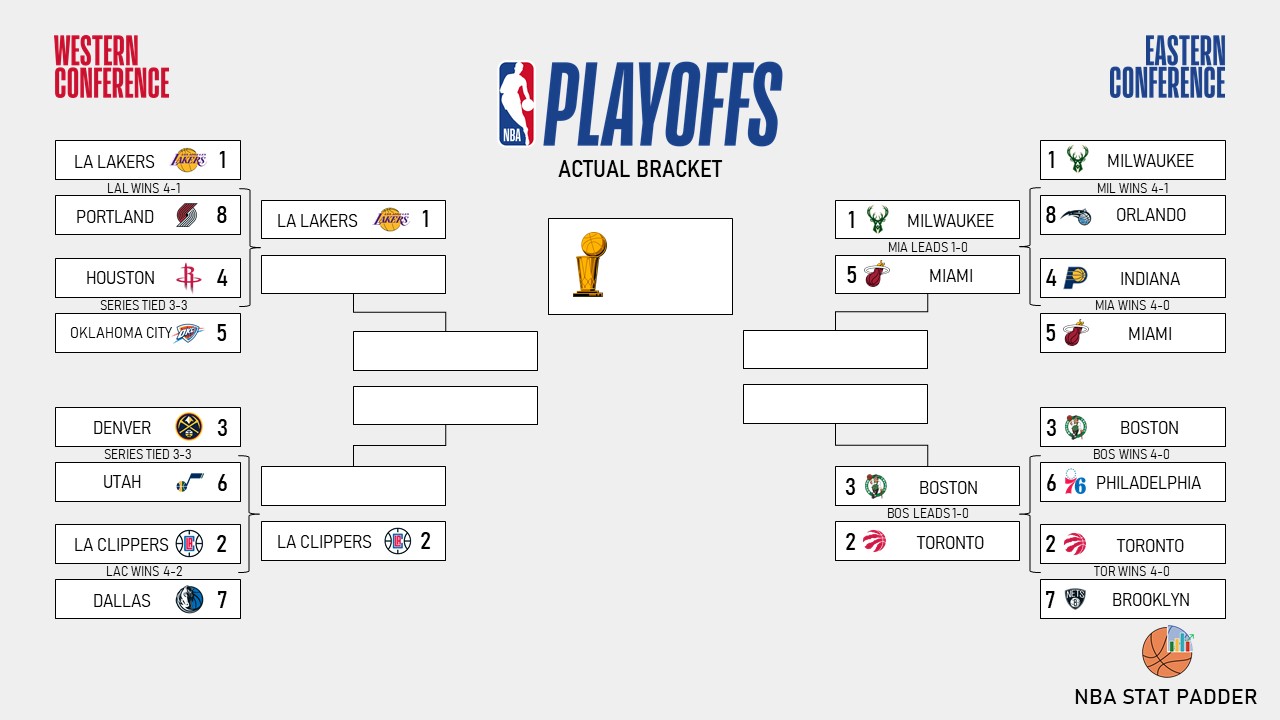 WESTERN
CONFERENCE
EASTERN
CONFERENCE
NBA
PLAYOFFS
ACTUAL BRACKET
LA LAKERS LAKERS 1
LAL WINS 4-1
PORTLAND 8
HOUSTON 4
SERIES TIED 3-3
OKLAHOMA CITY 5
DENVER 3
SERIES TIED 3-3
UTAH 6
LA CLIPPERS 2
LAC WINS 4-2
DALLAS 7
LA LAKERS LAKERS 1
LA CLIPPERS 2
1 MILWAUKEE
MIA LEADS 1-0
5 MIAMI
3 BOSTON
BOS LEADS 1-0
2 TORONTO
1 MILWAUKEE
MIL WINS 4-1
8 ORLANDO
4 INDIANA
MIA WINS 4-0
5 MIAMI
3 BOSTON
BOS WINS 4-0
6 76 PHILADELPHIA
2 TORONTO
TOR WINS 4-0
7 NETS BROOKLYN
NBA STAT PADDER